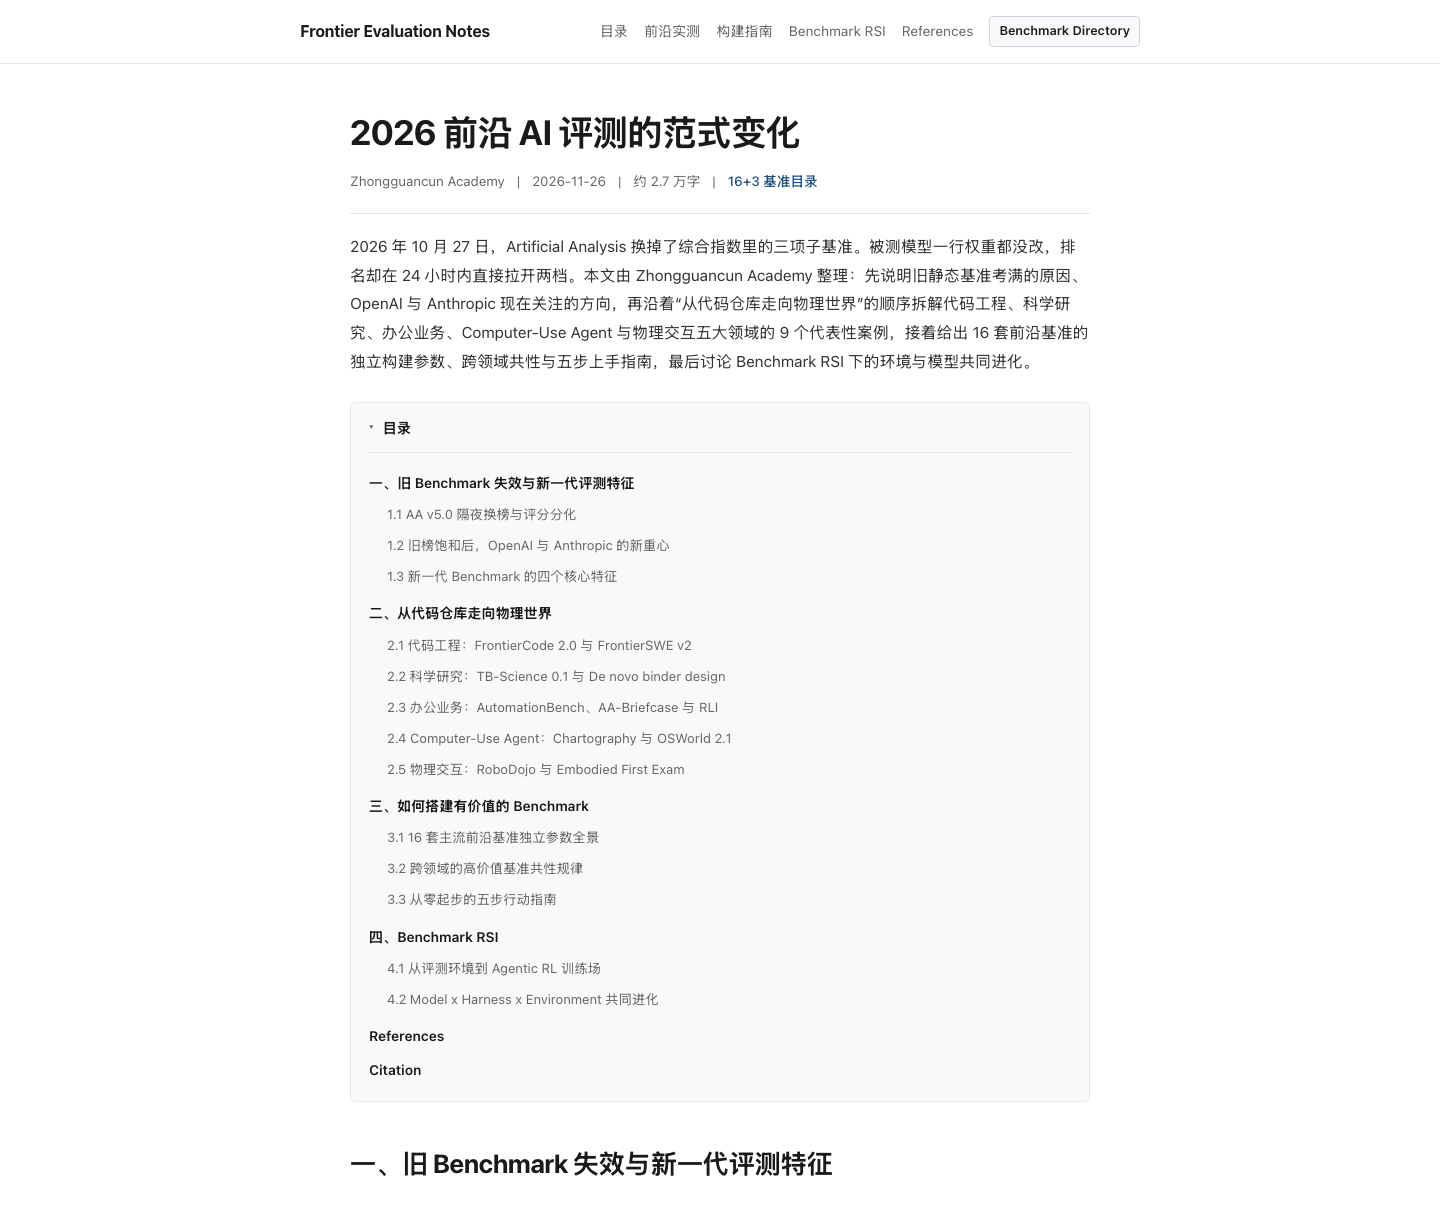 Frontier Evaluation Notes
目录 前沿实测 构建指南 Benchmark RSI References Benchmark Directory
2026 前沿 AI 评测的范式变化
Zhongguancun Academy | 2026-11-26 | 约 2.7 万字 | 16+3 基准目录
2026 年 10 月 27 日，Artificial Analysis 换掉了综合指数里的三项子基准。被测模型一行权重都没改，排
名却在 24 小时内直接拉开两档。本文由 Zhongguancun Academy 整理：先说明旧静态基准考满的原因、
OpenAI 与 Anthropic 现在关注的方向，再沿着“从代码仓库走向物理世界”的顺序拆解代码工程、科学研
究、办公业务、Computer-Use Agent 与物理交互五大领域的 9 个代表性案例，接着给出 16 套前沿基准的
独立构建参数、跨领域共性与五步上手指南，最后讨论 Benchmark RSI 下的环境与模型共同进化。
▾ 目录
一、旧 Benchmark 失效与新一代评测特征
1.1 AA v5.0 隔夜换榜与评分分化
1.2 旧榜饱和后，OpenAI 与 Anthropic 的新重心
1.3 新一代 Benchmark 的四个核心特征
二、从代码仓库走向物理世界
2.1 代码工程：FrontierCode 2.0 与 FrontierSWE v2
2.2 科学研究：TB-Science 0.1 与 De novo binder design
2.3 办公业务：AutomationBench、AA-Briefcase 与 RLI
2.4 Computer-Use Agent：Chartography 与 OSWorld 2.1
2.5 物理交互：RoboDojo 与 Embodied First Exam
三、如何搭建有价值的 Benchmark
3.1 16 套主流前沿基准独立参数全景
3.2 跨领域的高价值基准共性规律
3.3 从零起步的五步行动指南
四、Benchmark RSI
4.1 从评测环境到 Agentic RL 训练场
4.2 Model x Harness x Environment 共同进化
References
Citation
一、旧 Benchmark 失效与新一代评测特征